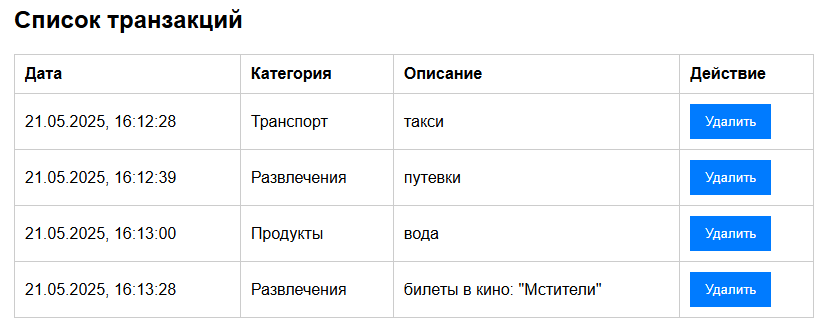 Список транзакций
Дата Категория Описание Действие
21.05.2025, 16:12:28 Транспорт такси Удалить
21.05.2025, 16:12:39 Развлечения путевки Удалить
21.05.2025, 16:13:00 Продукты вода Удалить
21.05.2025, 16:13:28 Развлечения билеты в кино: "Мстители" Удалить